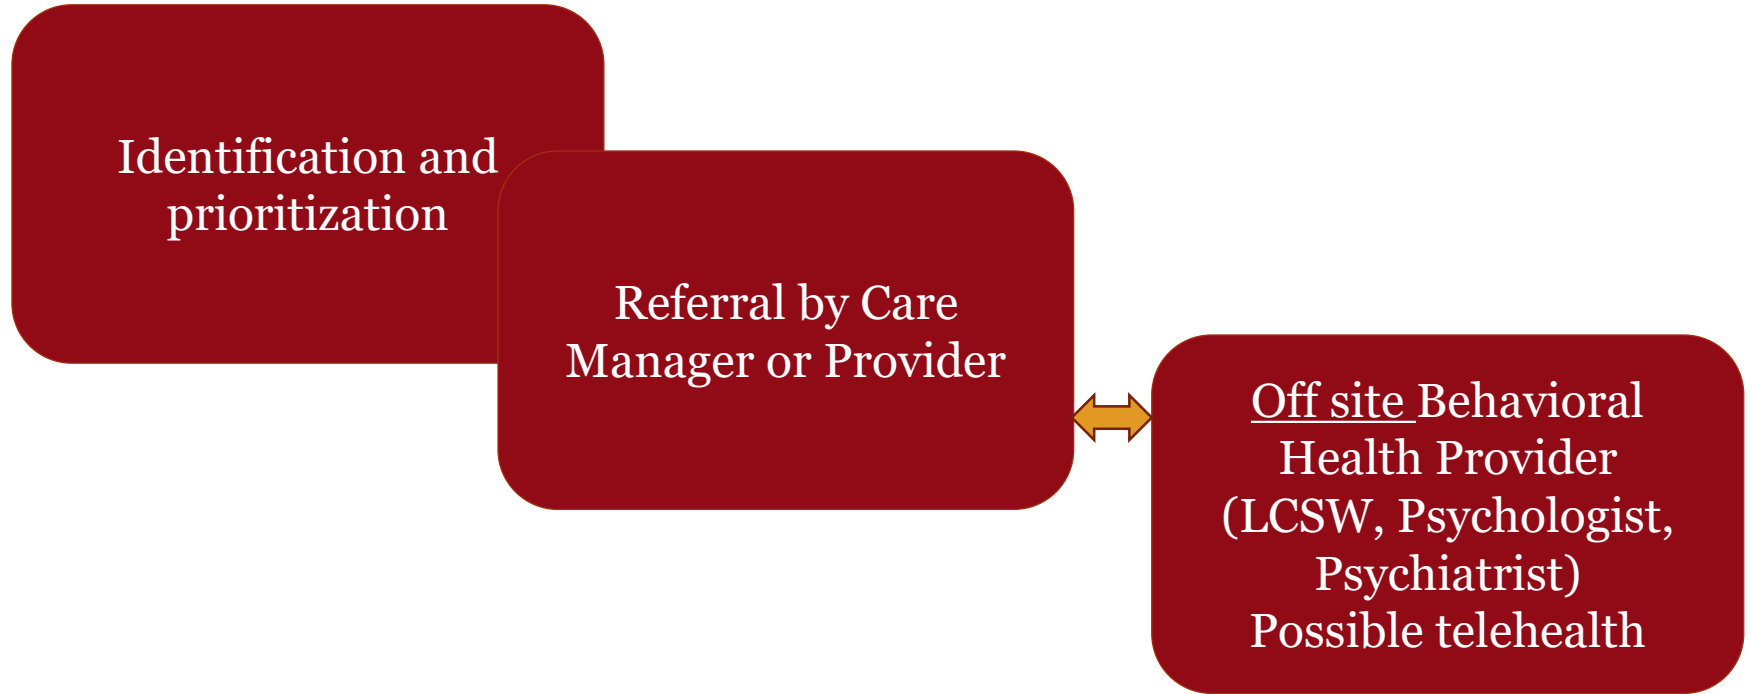 Identification and
prioritization
Referral by Care
Manager or Provider
Off site Behavioral
Health Provider
(LCSW, Psychologist,
Psychiatrist)
Possible telehealth